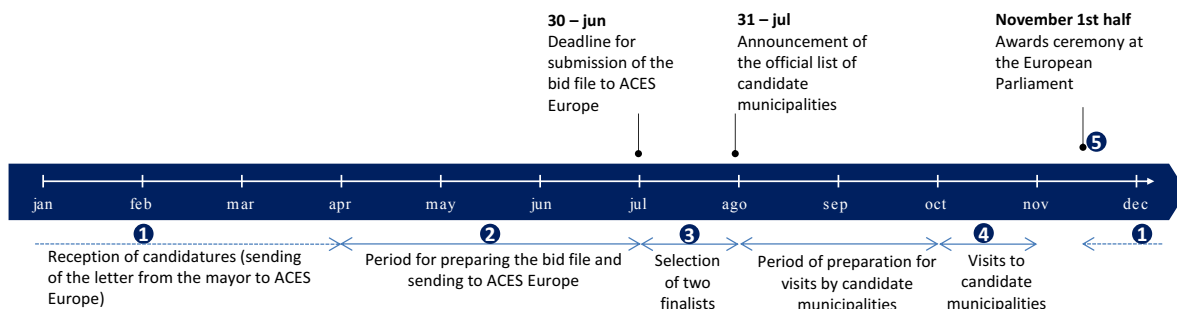 30 – jun
Deadline for
submission of the
bid file to ACES
Europe
31 – jul
Announcement of
the official list of
candidate
municipalities
November 1st half
Awards ceremony at
the European
Parliament
5
jan feb mar apr may jun jul ago sep oct nov dec
1 2 3 4 1
Reception of candidatures (sending
of the letter from the mayor to ACES
Europe)
Period for preparing the bid file and
sending to ACES Europe
Selection
of two
finalists
Period of preparation for
visits by candidate
municipalities
Visits to
candidate
municipalities